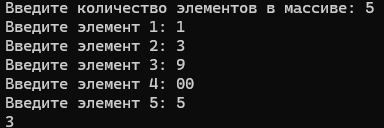 Введите количество элементов в массиве: 5
Введите элемент 1: 1
Введите элемент 2: 3
Введите элемент 3: 9
Введите элемент 4: 00
Введите элемент 5: 5
3